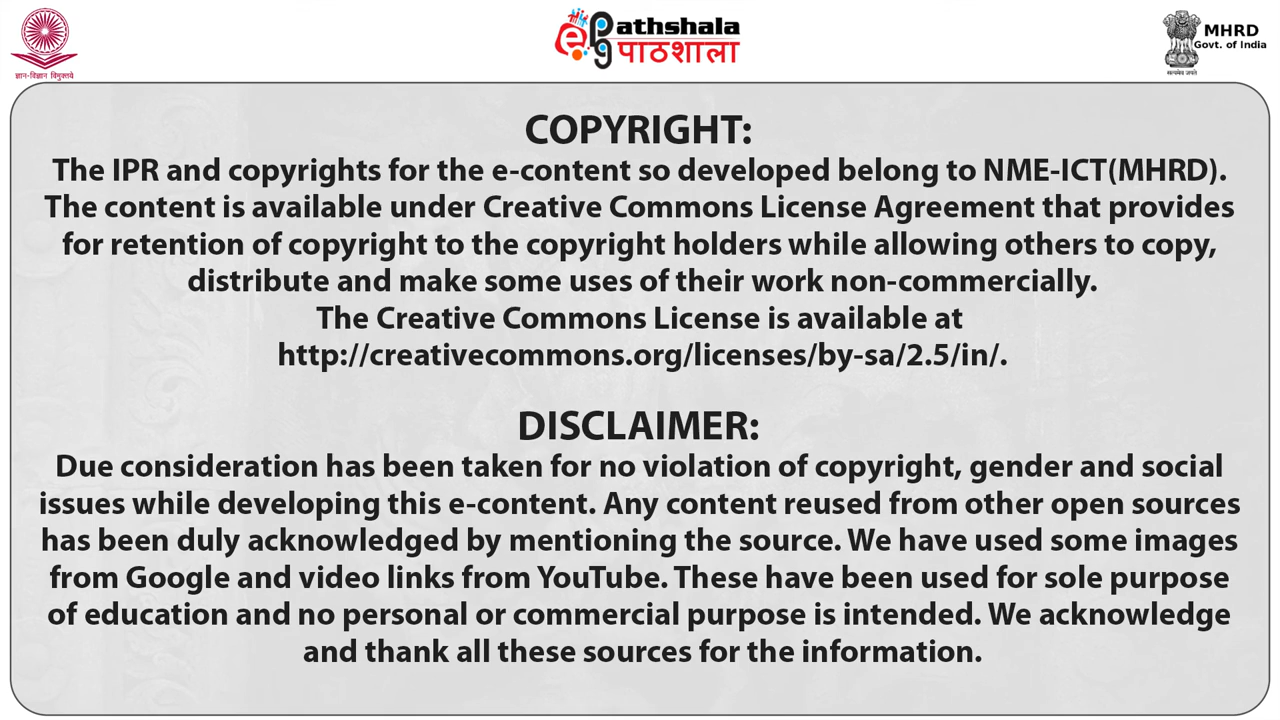 ज्ञान-विज्ञान विमुक्तये
ePathshala
पाठशाला
MHRD
Govt. of India
सत्यमेव जयते
COPYRIGHT:
The IPR and copyrights for the e-content so developed belong to NME-ICT(MHRD).
The content is available under Creative Commons License Agreement that provides
for retention of copyright to the copyright holders while allowing others to copy,
distribute and make some uses of their work non-commercially.
The Creative Commons License is available at
http://creativecommons.org/licenses/by-sa/2.5/in/.
DISCLAIMER:
Due consideration has been taken for no violation of copyright, gender and social
issues while developing this e-content. Any content reused from other open sources
has been duly acknowledged by mentioning the source. We have used some images
from Google and video links from YouTube. These have been used for sole purpose
of education and no personal or commercial purpose is intended. We acknowledge
and thank all these sources for the information.